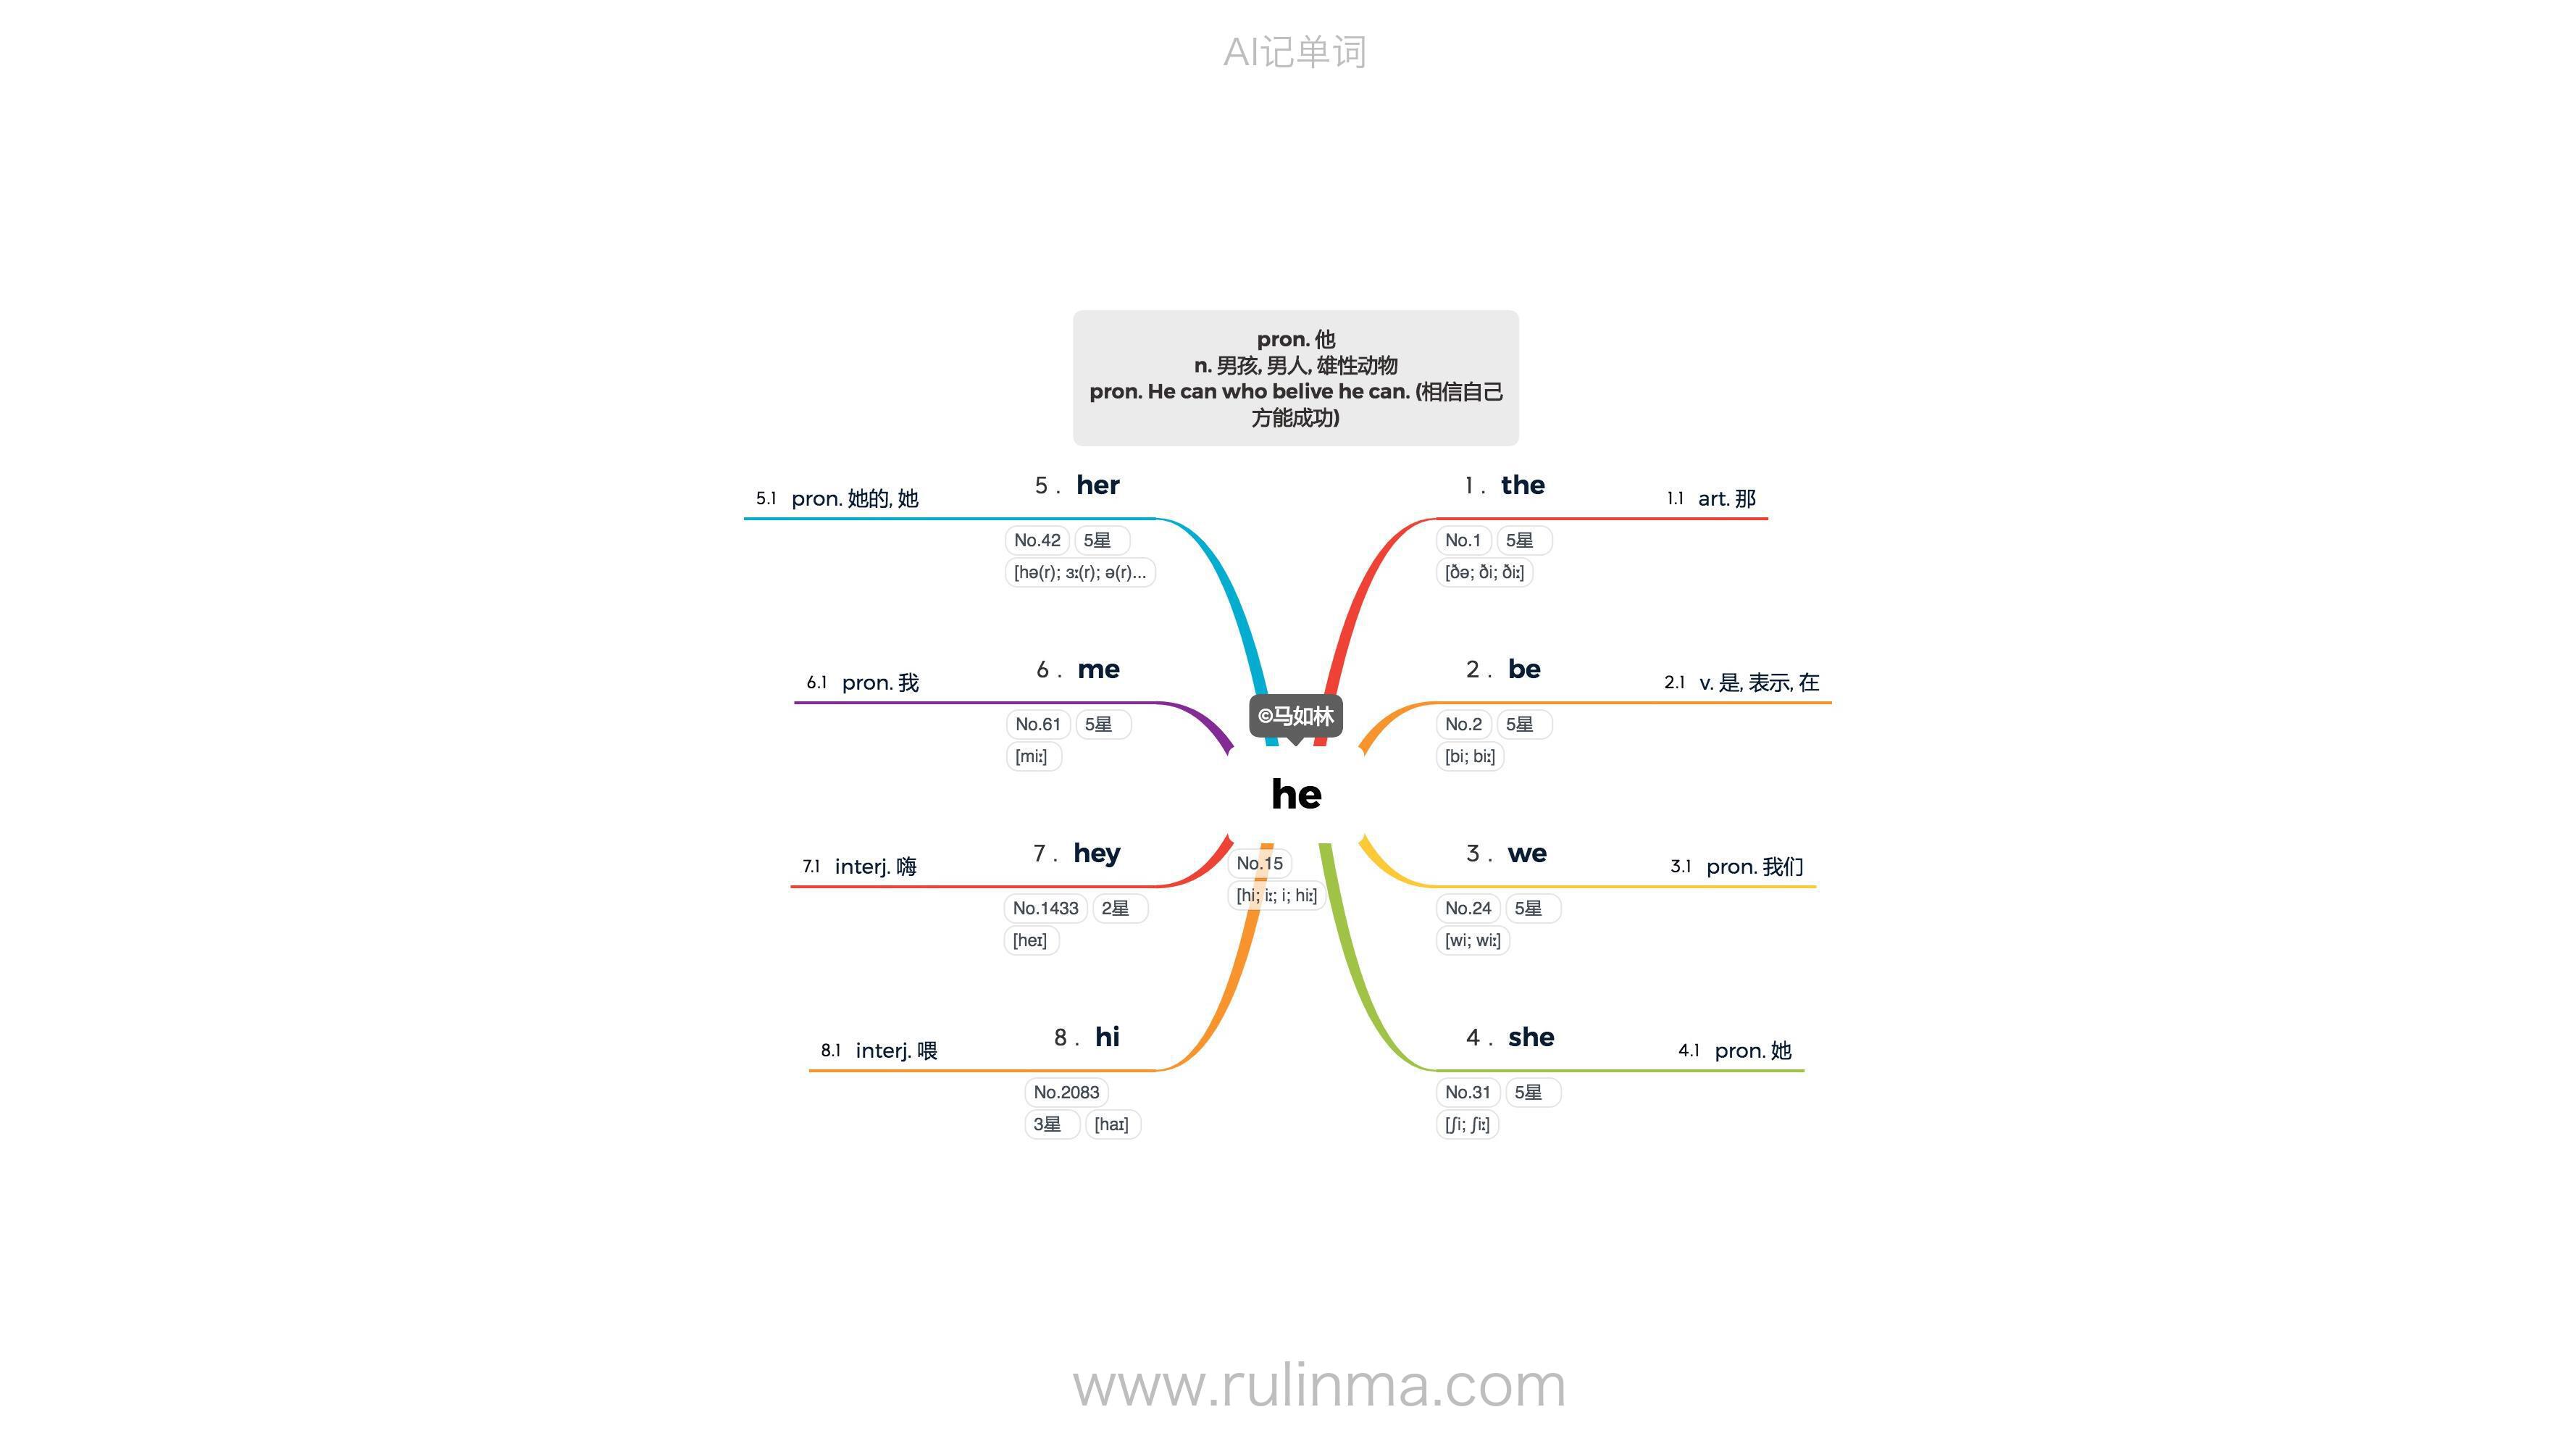 AI记单词
pron. 他
n. 男孩, 男人, 雄性动物
pron. He can who belive he can. (相信自己
方能成功)
5 . her
5.1 pron. 她的, 她
No.42 5星
[hə(r); ɜː(r); ə(r)...
1 . the
1.1 art. 那
No.1 5星
[ðə; ði; ðiː]
6 . me
6.1 pron. 我
No.61 5星
[miː]
2 . be
2.1 v. 是, 表示, 在
No.2 5星
[bi; biː]
©马如林
he
No.15
[hi; iː; i; hiː]
7 . hey
7.1 interj. 嗨
No.1433 2星
[heɪ]
3 . we
3.1 pron. 我们
No.24 5星
[wi; wiː]
8 . hi
8.1 interj. 喂
No.2083
3星 [haɪ]
4 . she
4.1 pron. 她
No.31 5星
[ʃi; ʃiː]
www.rulinma.com